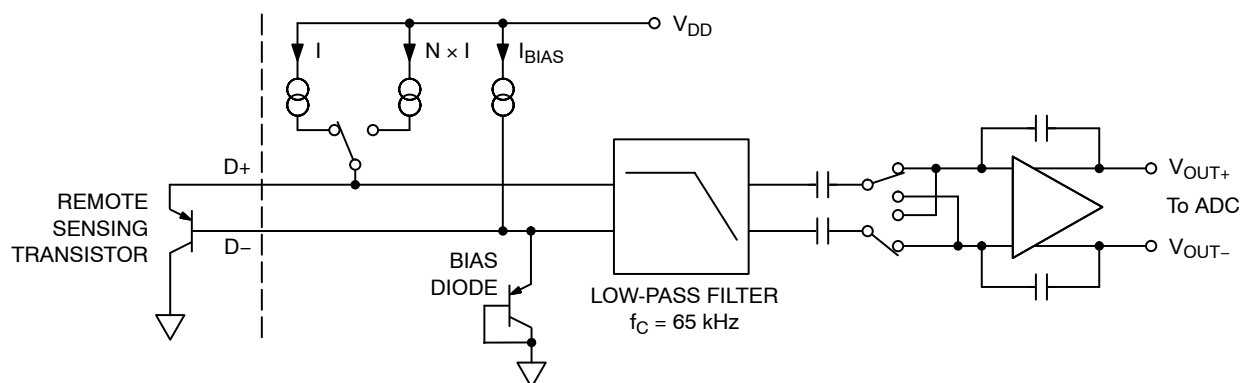 I
N × I
I_BIAS
V_DD
D+
REMOTE
SENSING
TRANSISTOR
D−
BIAS
DIODE
LOW-PASS FILTER
f_C = 65 kHz
V_OUT+
To ADC
V_OUT−